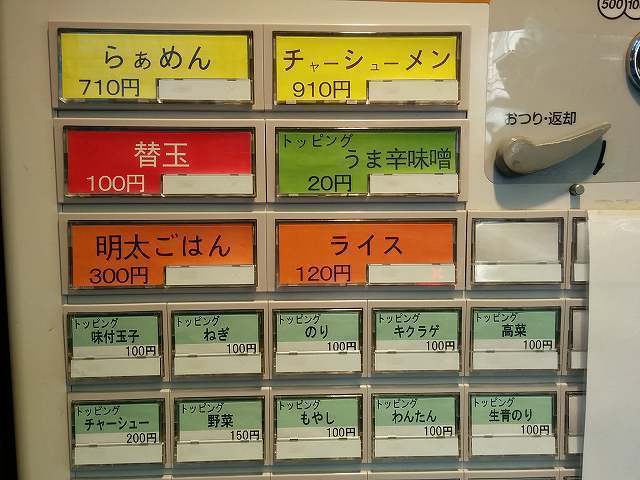 500
らぁめん
710円
チャーシューメン
910円
おつり・返却
替玉
100円
トッピング
うま辛味噌
20円
明太ごはん
300円
ライス
120円
トッピング
味付玉子
100円
トッピング
ねぎ
100円
トッピング
のり
100円
トッピング
キクラゲ
100円
トッピング
高菜
100円
トッピング
チャーシュー
200円
トッピング
野菜
150円
トッピング
もやし
100円
トッピング
わんたん
100円
トッピング
生青のり
100円